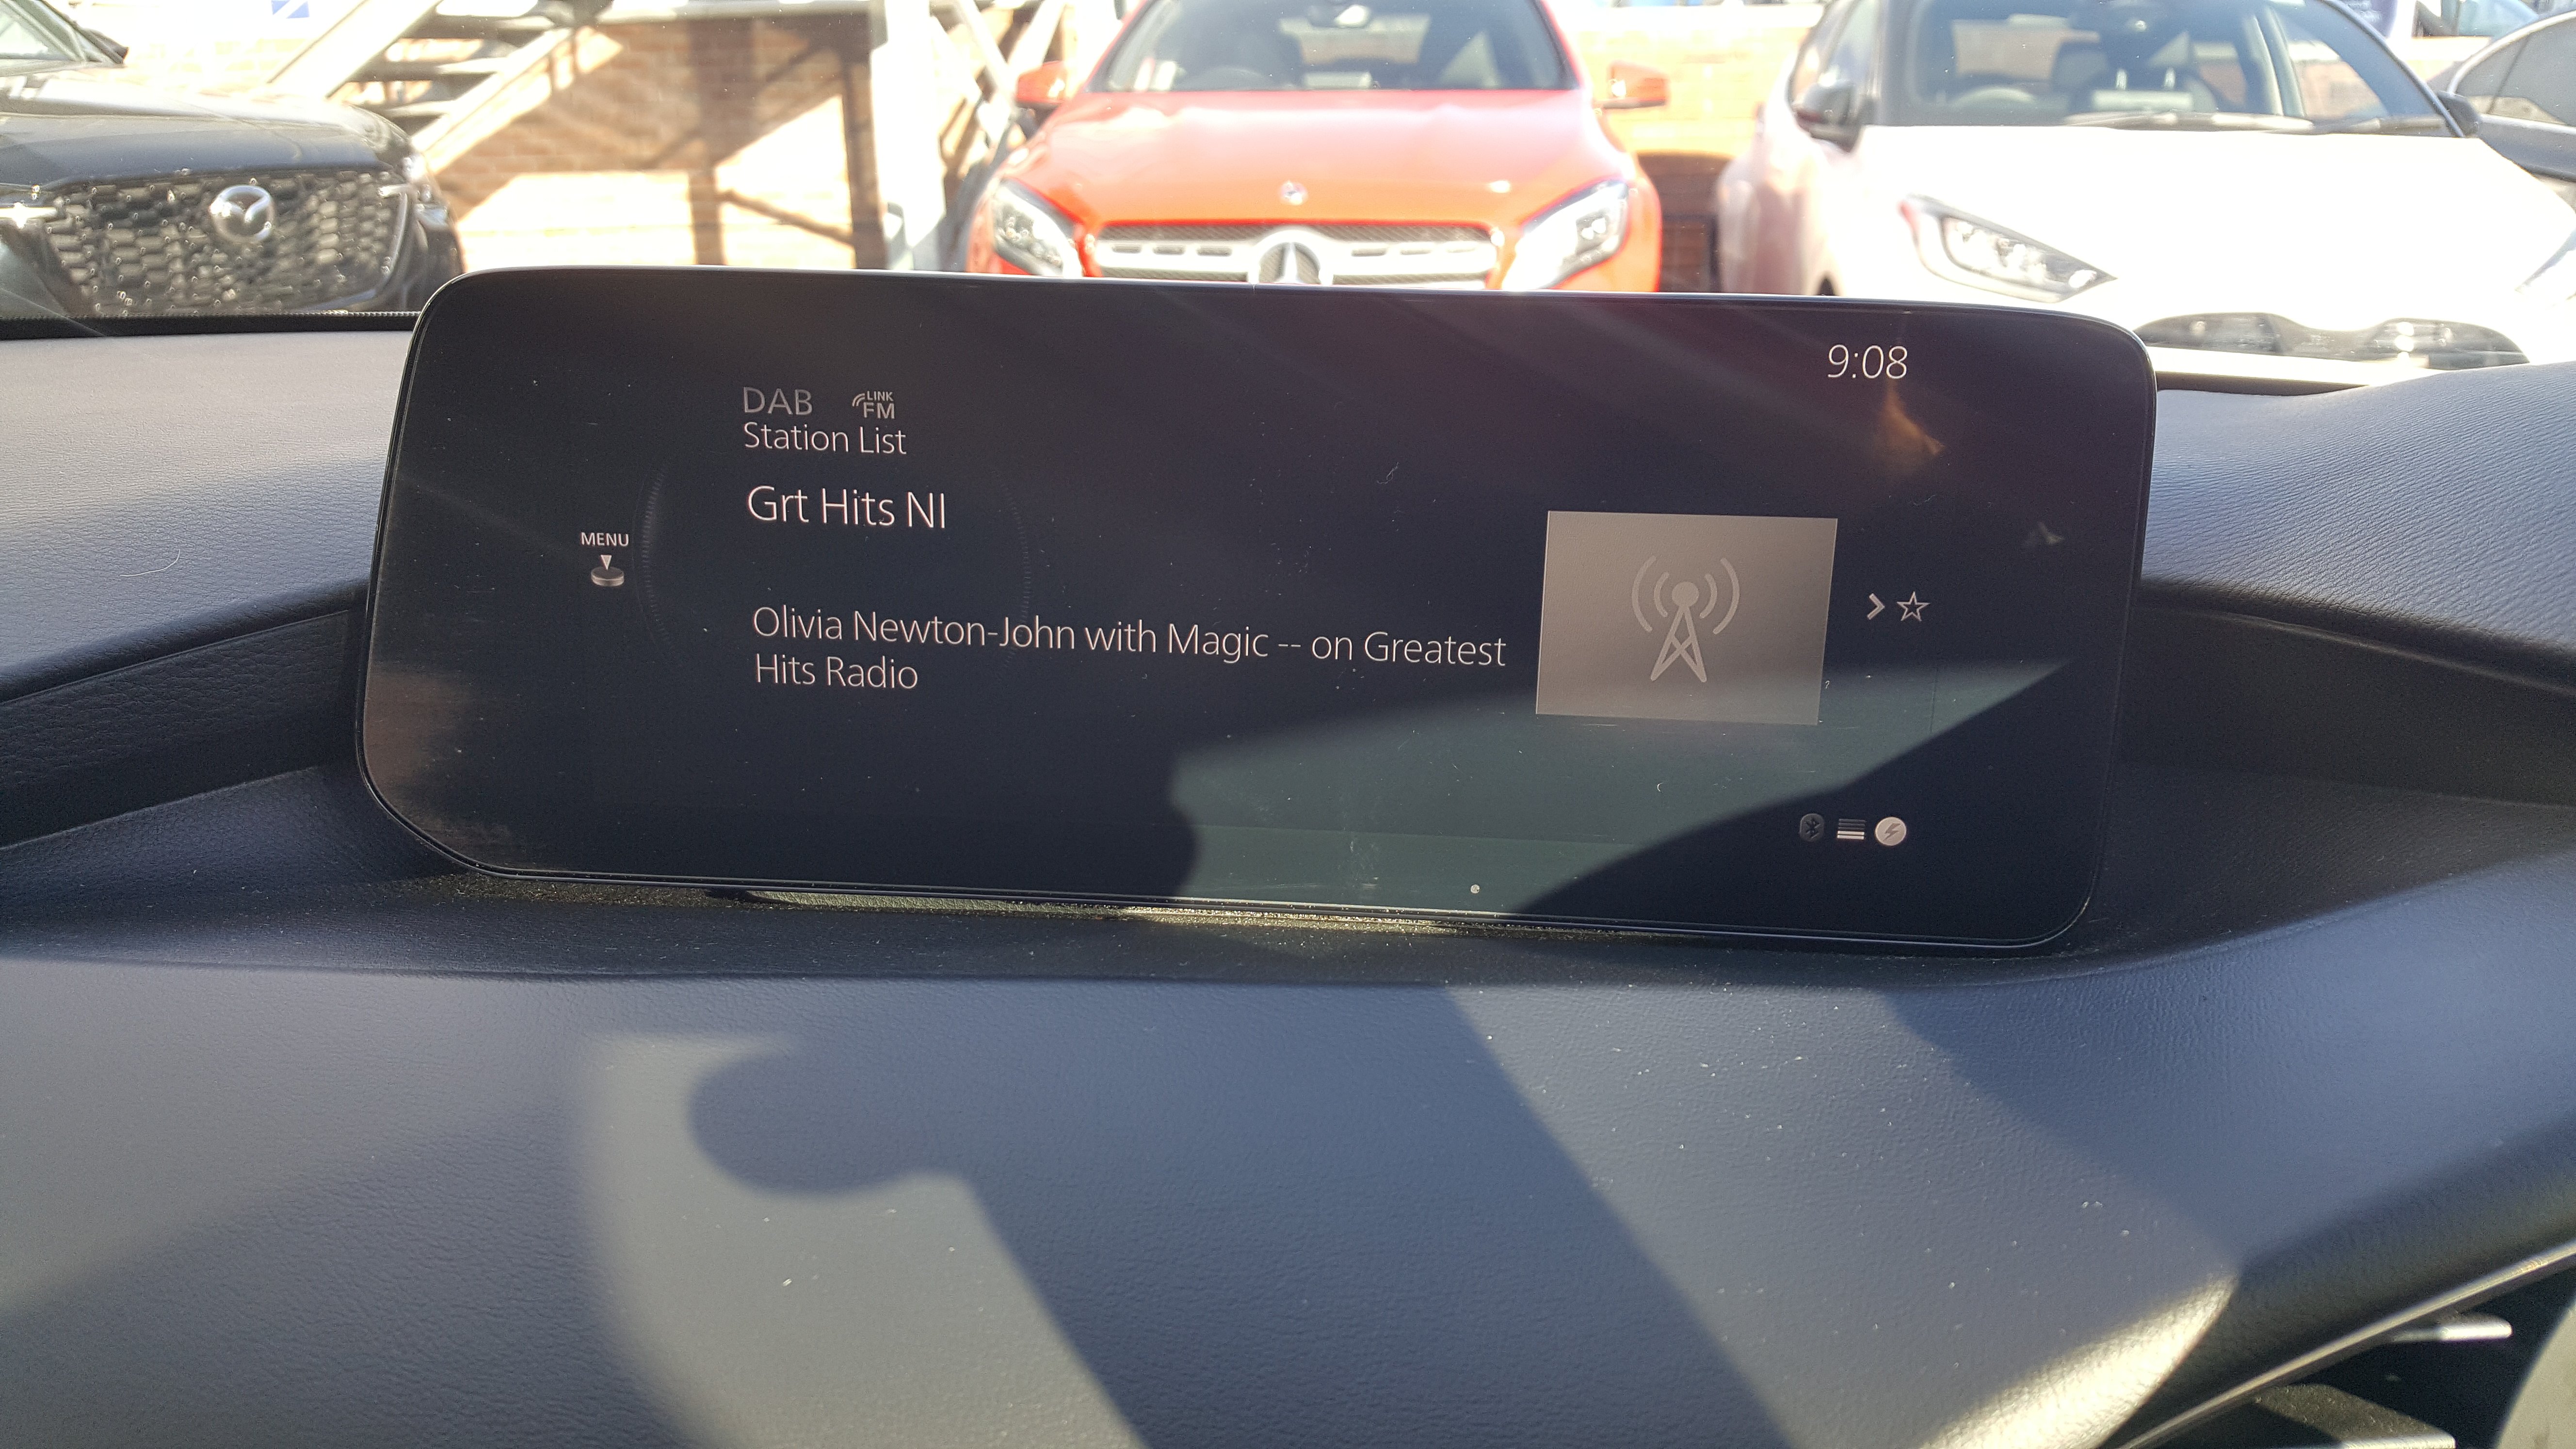 9:08
DAB LINK FM
Station List
Grt Hits NI
MENU
Olivia Newton-John with Magic -- on Greatest
Hits Radio